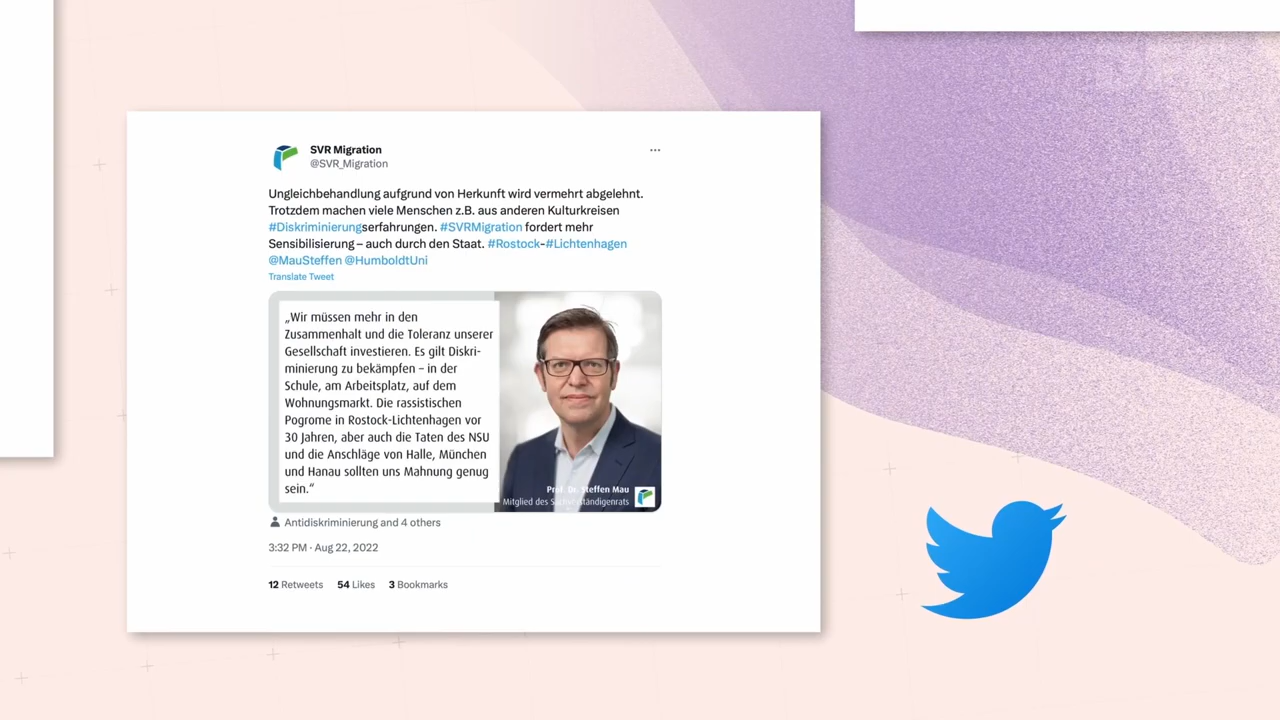 SVR Migration
@SVR_Migration
Ungleichbehandlung aufgrund von Herkunft wird vermehrt abgelehnt.
Trotzdem machen viele Menschen z.B. aus anderen Kulturkreisen
#Diskriminierungserfahrungen. #SVRMigration fordert mehr
Sensibilisierung – auch durch den Staat. #Rostock-#Lichtenhagen
@MauSteffen @HumboldtUni
Translate Tweet
„Wir müssen mehr in den
Zusammenhalt und die Toleranz unserer
Gesellschaft investieren. Es gilt Diskri-
minierung zu bekämpfen – in der
Schule, am Arbeitsplatz, auf dem
Wohnungsmarkt. Die rassistischen
Pogrome in Rostock-Lichtenhagen vor
30 Jahren, aber auch die Taten des NSU
und die Anschläge von Halle, München
und Hanau sollten uns Mahnung genug
sein.“
Prof. Dr. Steffen Mau
Mitglied des Sachverständigenrats
Antidiskriminierung and 4 others
3:32 PM · Aug 22, 2022
12 Retweets 54 Likes 3 Bookmarks